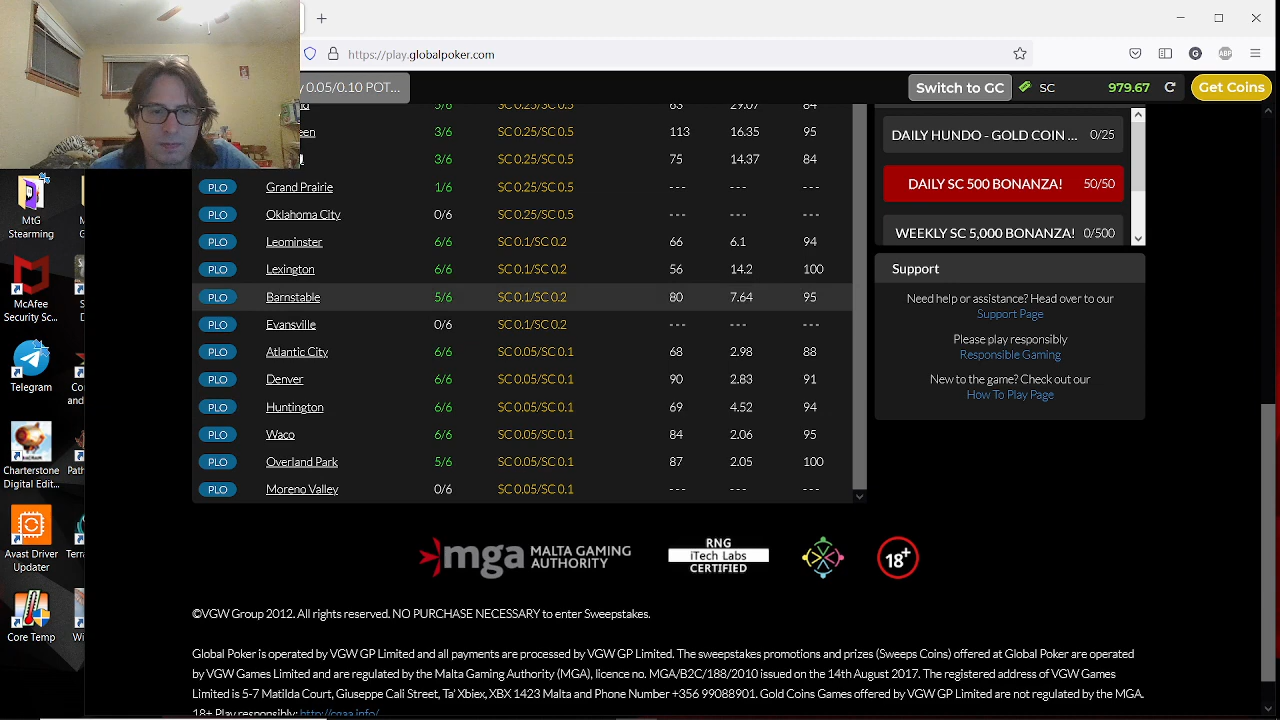 https://play.globalpoker.com
0.05/0.10 POT...
Switch to GC SC 979.67 Get Coins
SC 0.25/SC 0.5 63 29.07 84
3/6 SC 0.25/SC 0.5 113 16.35 95
3/6 SC 0.25/SC 0.5 75 14.37 84
PLO Grand Prairie 1/6 SC 0.25/SC 0.5 --- --- ---
PLO Oklahoma City 0/6 SC 0.25/SC 0.5 --- --- ---
PLO Leominster 6/6 SC 0.1/SC 0.2 66 6.1 94
PLO Lexington 6/6 SC 0.1/SC 0.2 56 14.2 100
PLO Barnstable 5/6 SC 0.1/SC 0.2 80 7.64 95
PLO Evansville 0/6 SC 0.1/SC 0.2 --- --- ---
PLO Atlantic City 6/6 SC 0.05/SC 0.1 68 2.98 88
PLO Denver 6/6 SC 0.05/SC 0.1 90 2.83 91
PLO Huntington 6/6 SC 0.05/SC 0.1 69 4.52 94
PLO Waco 6/6 SC 0.05/SC 0.1 84 2.06 95
PLO Overland Park 5/6 SC 0.05/SC 0.1 87 2.05 100
PLO Moreno Valley 0/6 SC 0.05/SC 0.1 --- --- ---
DAILY HUNDO - GOLD COIN ... 0/25
DAILY SC 500 BONANZA! 50/50
WEEKLY SC 5,000 BONANZA! 0/500
Support
Need help or assistance? Head over to our
Support Page
Please play responsibly
Responsible Gaming
New to the game? Check out our
How To Play Page
MtG
Stearming
McAfee
Security Sc...
Telegram
Charterstone
Digital Edit...
Avast Driver
Updater
Core Temp
mga MALTA GAMING
AUTHORITY
RNG
iTech Labs
CERTIFIED
18+
©VGW Group 2012. All rights reserved. NO PURCHASE NECESSARY to enter Sweepstakes.
Global Poker is operated by VGW GP Limited and all payments are processed by VGW GP Limited. The sweepstakes promotions and prizes (Sweeps Coins) offered at Global Poker are operated
by VGW Games Limited and are regulated by the Malta Gaming Authority (MGA), licence no. MGA/B2C/188/2010 issued on the 14th August 2017. The registered address of VGW Games
Limited is 5-7 Matilda Court, Giuseppe Cali Street, Ta' Xbiex, XBX 1423 Malta and Phone Number +356 99088901. Gold Coins Games offered by VGW GP Limited are not regulated by the MGA.
18+ Play responsibly: http://cgaa.info/